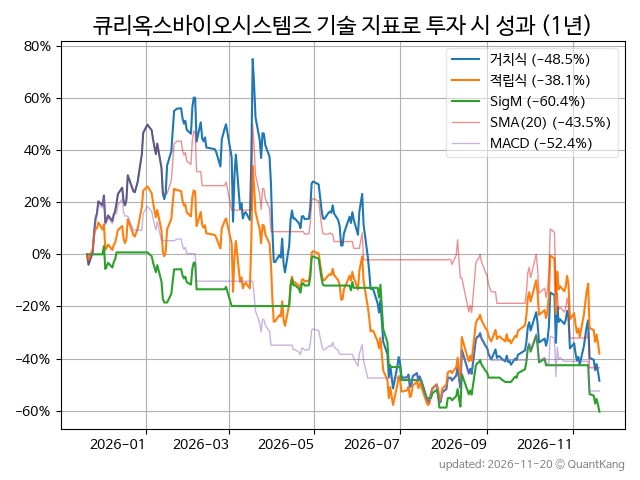 큐리옥스바이오시스템즈 기술 지표로 투자 시 성과 (1년)
80%
60%
40%
20%
0%
−20%
−40%
−60%
거치식 (−48.5%)
적립식 (−38.1%)
SigM (−60.4%)
SMA(20) (−43.5%)
MACD (−52.4%)
2026-01
2026-03
2026-05
2026-07
2026-09
2026-11
updated: 2026-11-20 © QuantKang